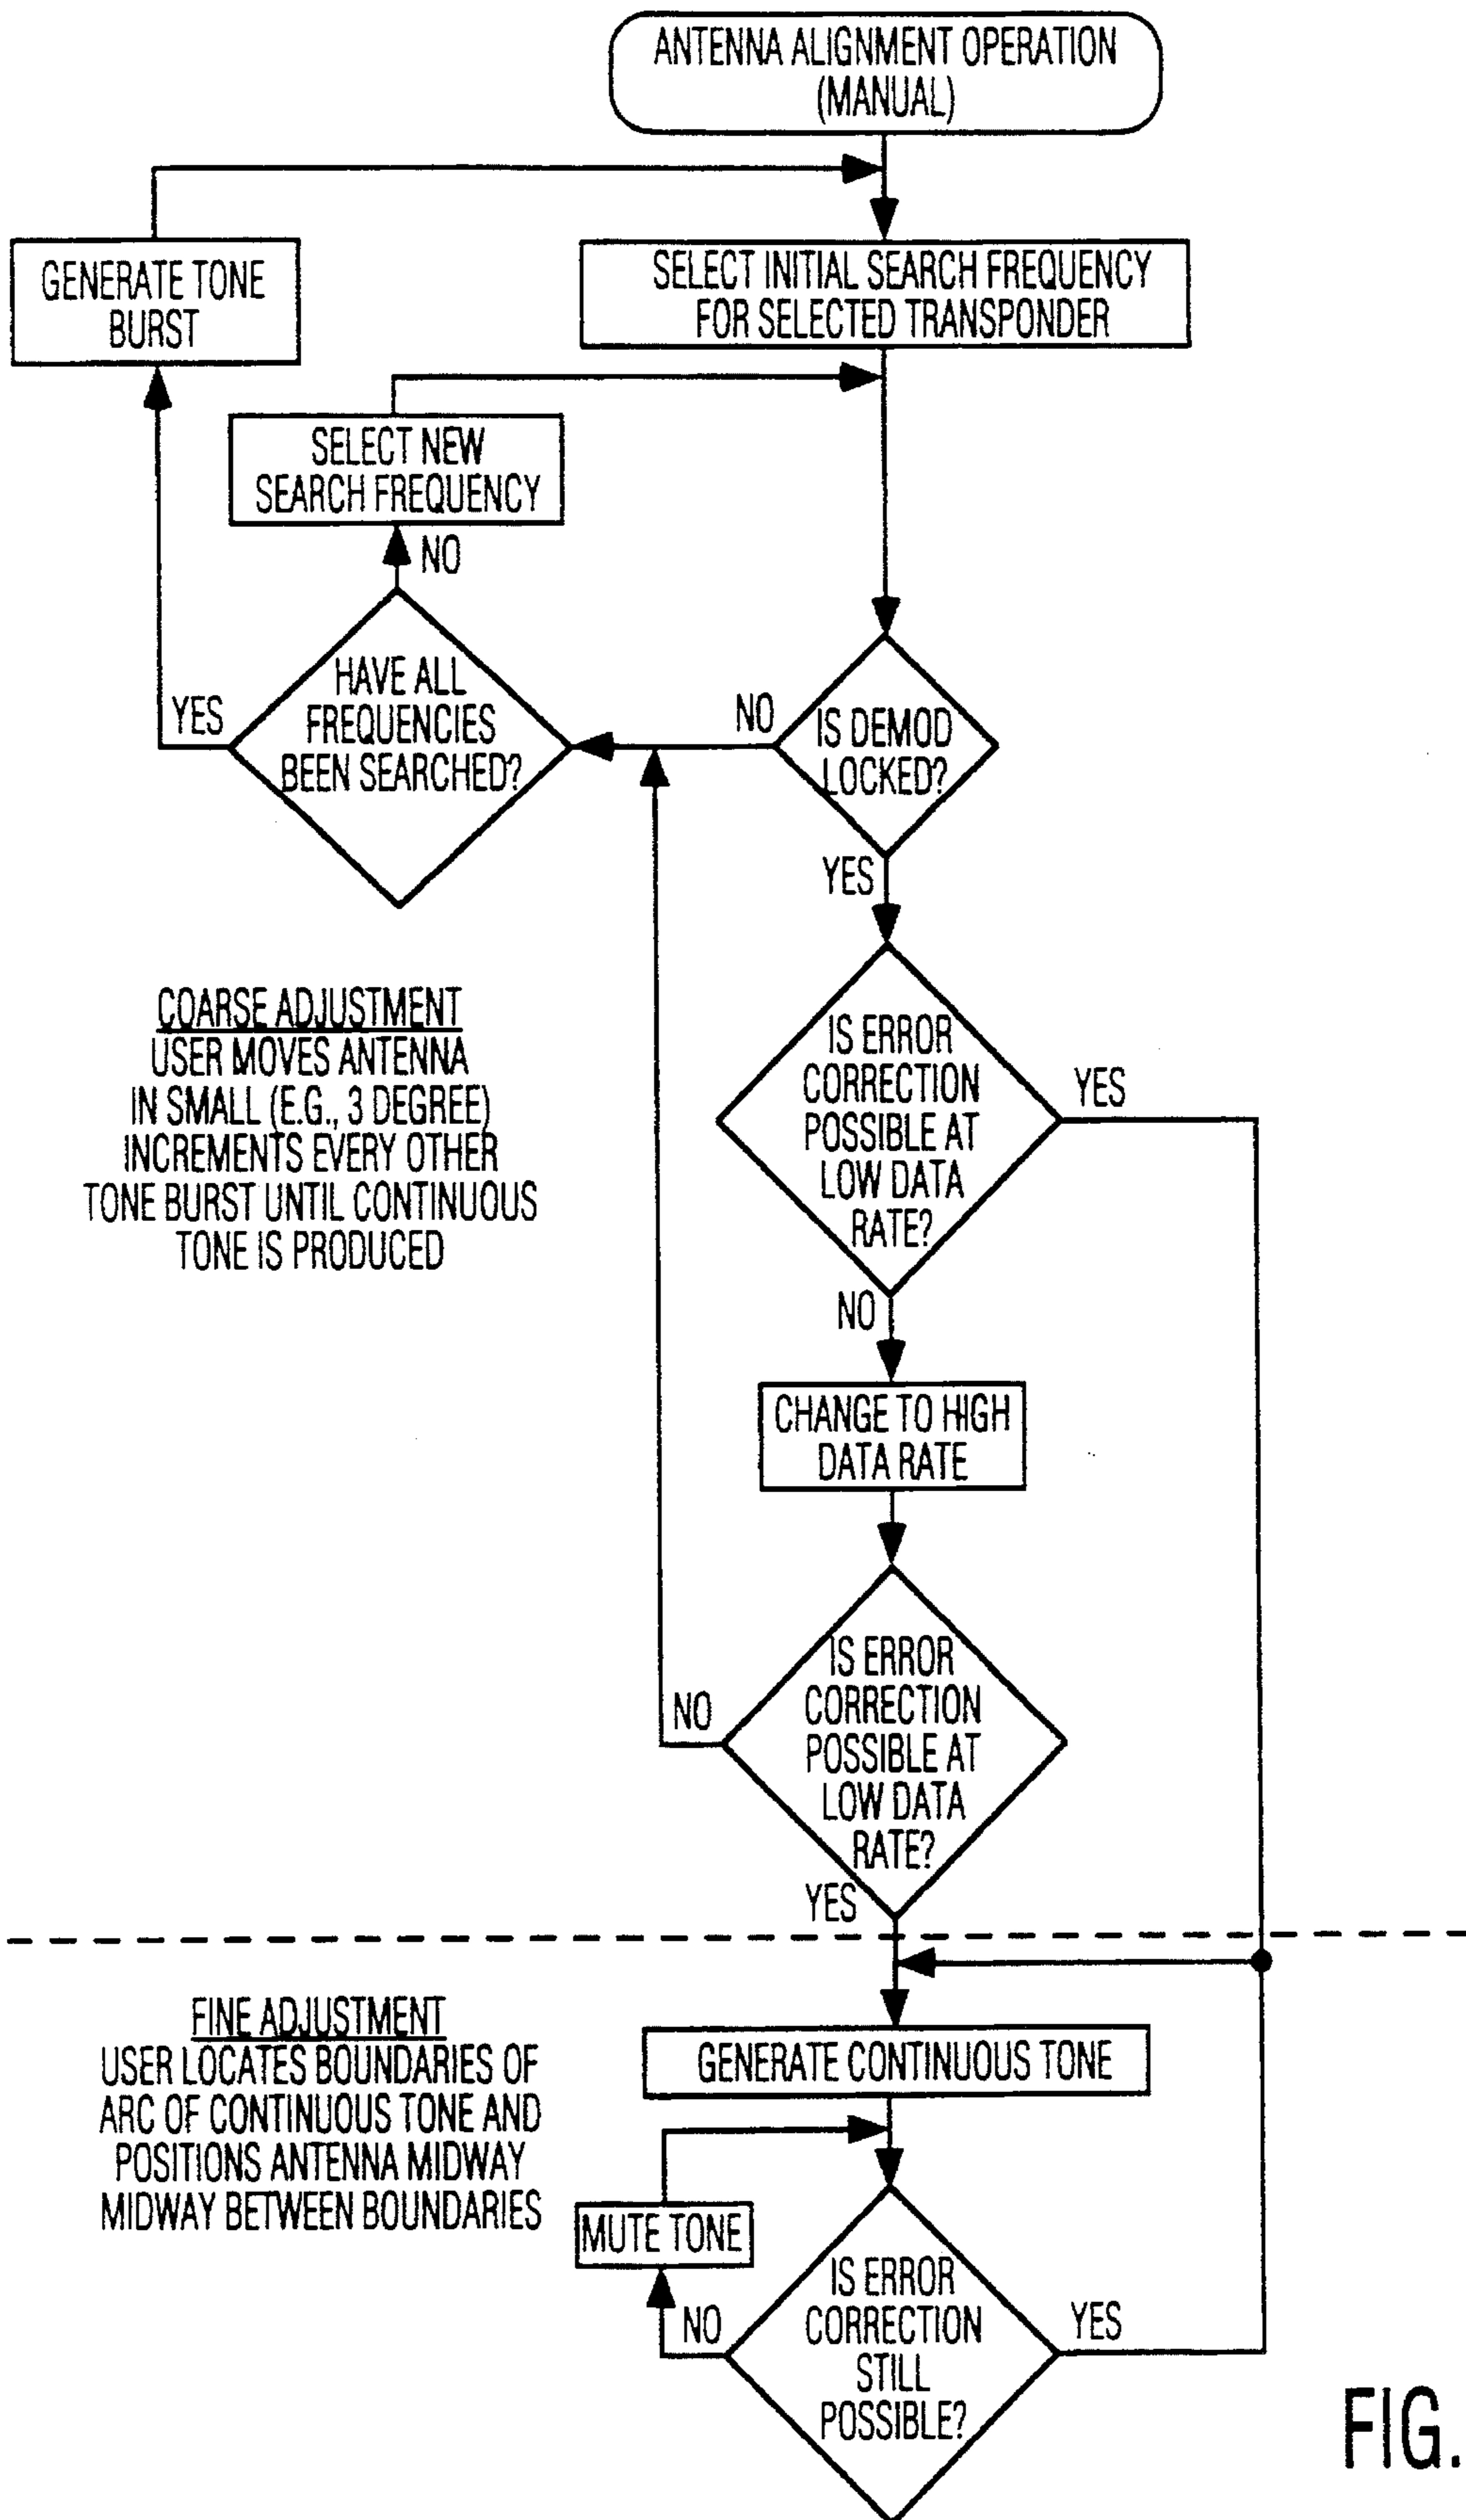 ANTENNA ALIGNMENT OPERATION
(MANUAL)
GENERATE TONE
BURST
SELECT INITIAL SEARCH FREQUENCY
FOR SELECTED TRANSPONDER
SELECT NEW
SEARCH FREQUENCY
NO
HAVE ALL
FREQUENCIES
BEEN SEARCHED?
YES
NO
IS DEMOD
LOCKED?
YES
COARSE ADJUSTMENT
USER MOVES ANTENNA
IN SMALL (E.G., 3 DEGREE)
INCREMENTS EVERY OTHER
TONE BURST UNTIL CONTINUOUS
TONE IS PRODUCED
IS ERROR
CORRECTION
POSSIBLE AT
LOW DATA
RATE?
YES
NO
CHANGE TO HIGH
DATA RATE
IS ERROR
CORRECTION
POSSIBLE AT
LOW DATA
RATE?
NO
YES
FINE ADJUSTMENT
USER LOCATES BOUNDARIES OF
ARC OF CONTINUOUS TONE AND
POSITIONS ANTENNA MIDWAY
MIDWAY BETWEEN BOUNDARIES
GENERATE CONTINUOUS TONE
MUTE TONE
NO
IS ERROR
CORRECTION
STILL
POSSIBLE?
YES
FIG.